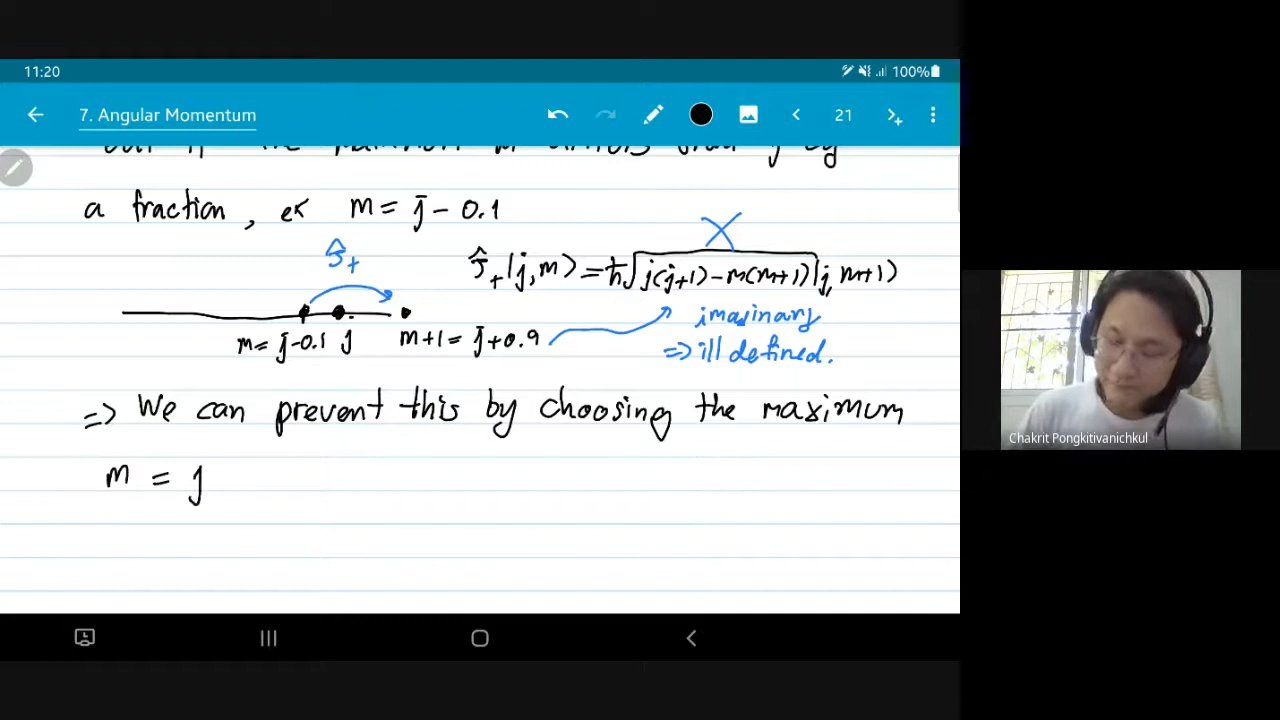 11:20
100%
7. Angular Momentum
21
by
a fraction, ex m = j - 0.1
Ĵ₊
Ĵ₊|j,m⟩ = ħ√j(j+1) - m(m+1) |j, m+1⟩
m = j-0.1 j m+1 = j+0.9
imaginary
=> ill defined.
=> We can prevent this by choosing the maximum
m = j
Chakrit Pongkitivanichkul